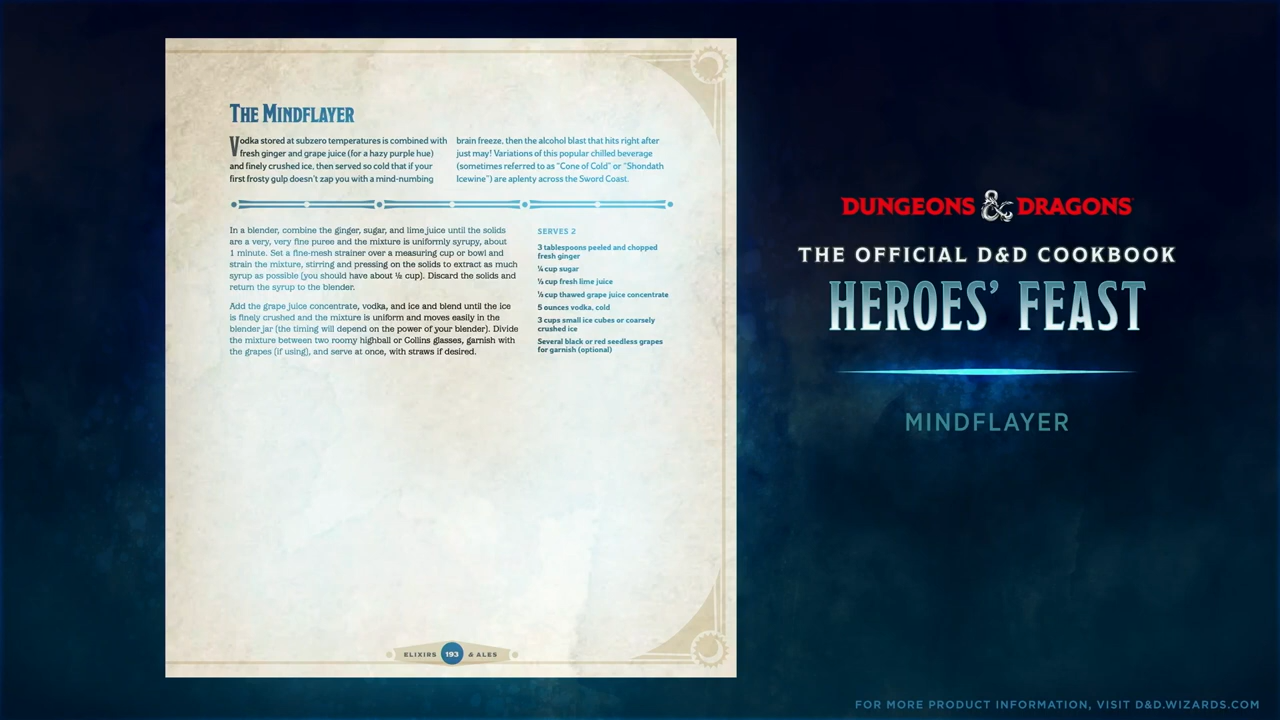 THE MINDFLAYER
Vodka stored at subzero temperatures is combined with
fresh ginger and grape juice (for a hazy purple hue)
and finely crushed ice, then served so cold that if your
first frosty gulp doesn't zap you with a mind-numbing
brain freeze, then the alcohol blast that hits right after
just may! Variations of this popular chilled beverage
(sometimes referred to as “Cone of Cold” or “Shondath
Icewine”) are aplenty across the Sword Coast.
In a blender, combine the ginger, sugar, and lime juice until the solids
are a very, very fine puree and the mixture is uniformly syrupy, about
1 minute. Set a fine-mesh strainer over a measuring cup or bowl and
strain the mixture, stirring and pressing on the solids to extract as much
syrup as possible (you should have about ½ cup). Discard the solids and
return the syrup to the blender.
Add the grape juice concentrate, vodka, and ice and blend until the ice
is finely crushed and the mixture is uniform and moves easily in the
blender jar (the timing will depend on the power of your blender). Divide
the mixture between two roomy highball or Collins glasses, garnish with
the grapes (if using), and serve at once, with straws if desired.
SERVES 2
3 tablespoons peeled and chopped
fresh ginger
¼ cup sugar
cup fresh lime juice
cup thawed grape juice concentrate
5 ounces vodka, cold
3 cups small ice cubes or coarsely
crushed ice
Several black or red seedless grapes
for garnish (optional)
ELIXIRS 193 & ALES
DUNGEONS & DRAGONS
THE OFFICIAL D&D COOKBOOK
HEROES' FEAST
MINDFLAYER
FOR MORE PRODUCT INFORMATION, VISIT D&D.WIZARDS.COM